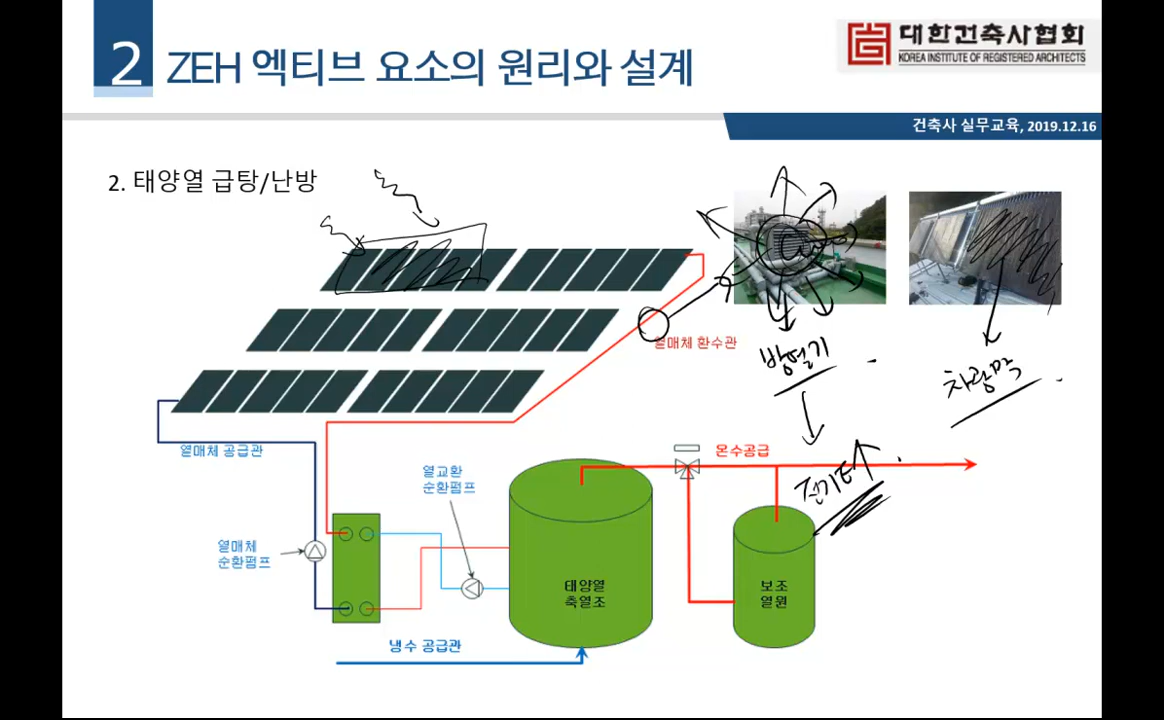 2 ZEH 엑티브 요소의 원리와 설계
대한건축사협회
KOREA INSTITUTE OF REGISTERED ARCHITECTS
건축사 실무교육, 2019.12.16
2. 태양열 급탕/난방
열매체 환수관
방열기
차광막
열매체 공급관
열교환
순환펌프
온수공급
전기E↑
열매체
순환펌프
태양열
축열조
보조
열원
냉수 공급관